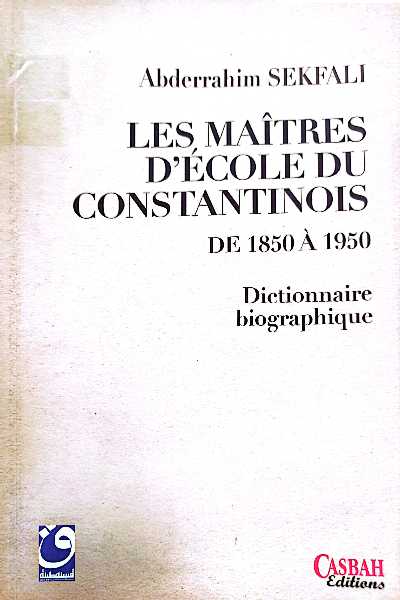 Abderrahim SEKFALI
LES MAÎTRES
D'ÉCOLE DU
CONSTANTINOIS
DE 1850 À 1950
Dictionnaire
biographique
CASBAH
Editions